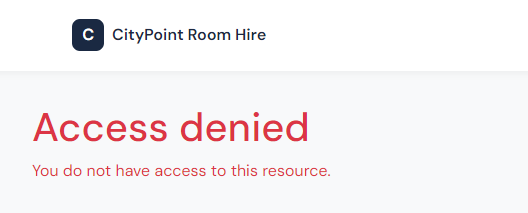 C CityPoint Room Hire
Access denied
You do not have access to this resource.